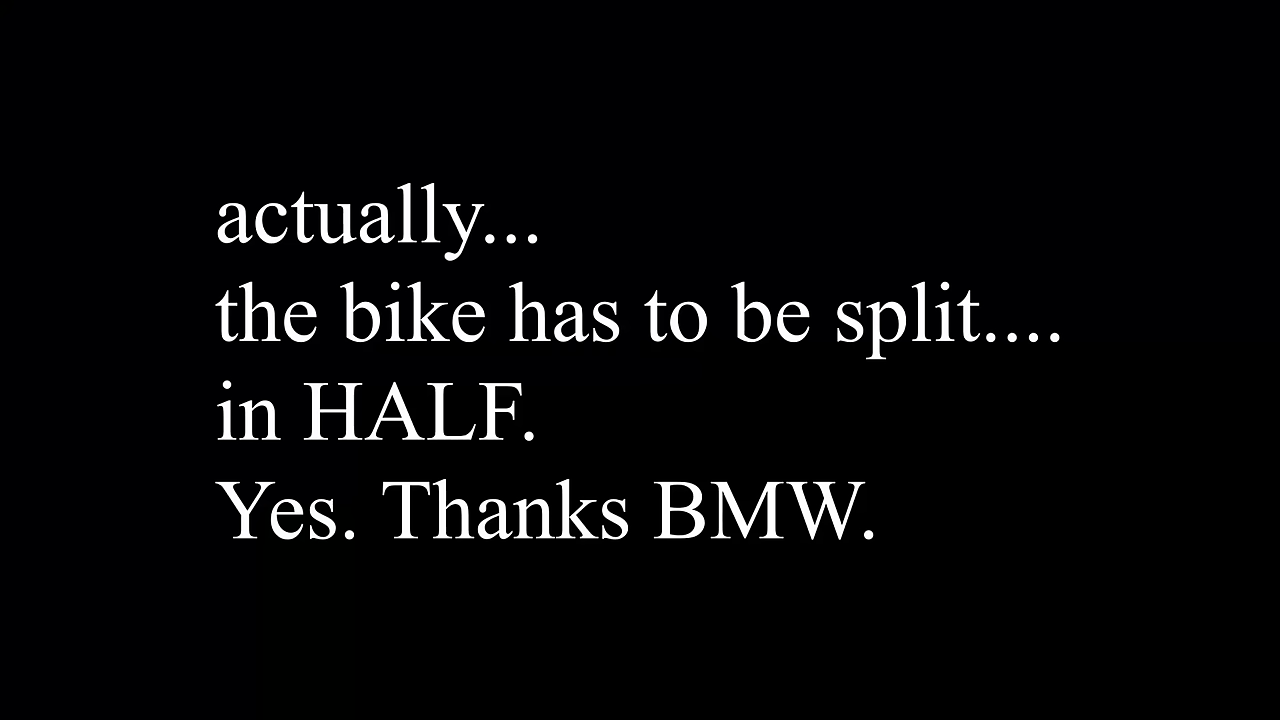 actually...
the bike has to be split....
in HALF.
Yes. Thanks BMW.